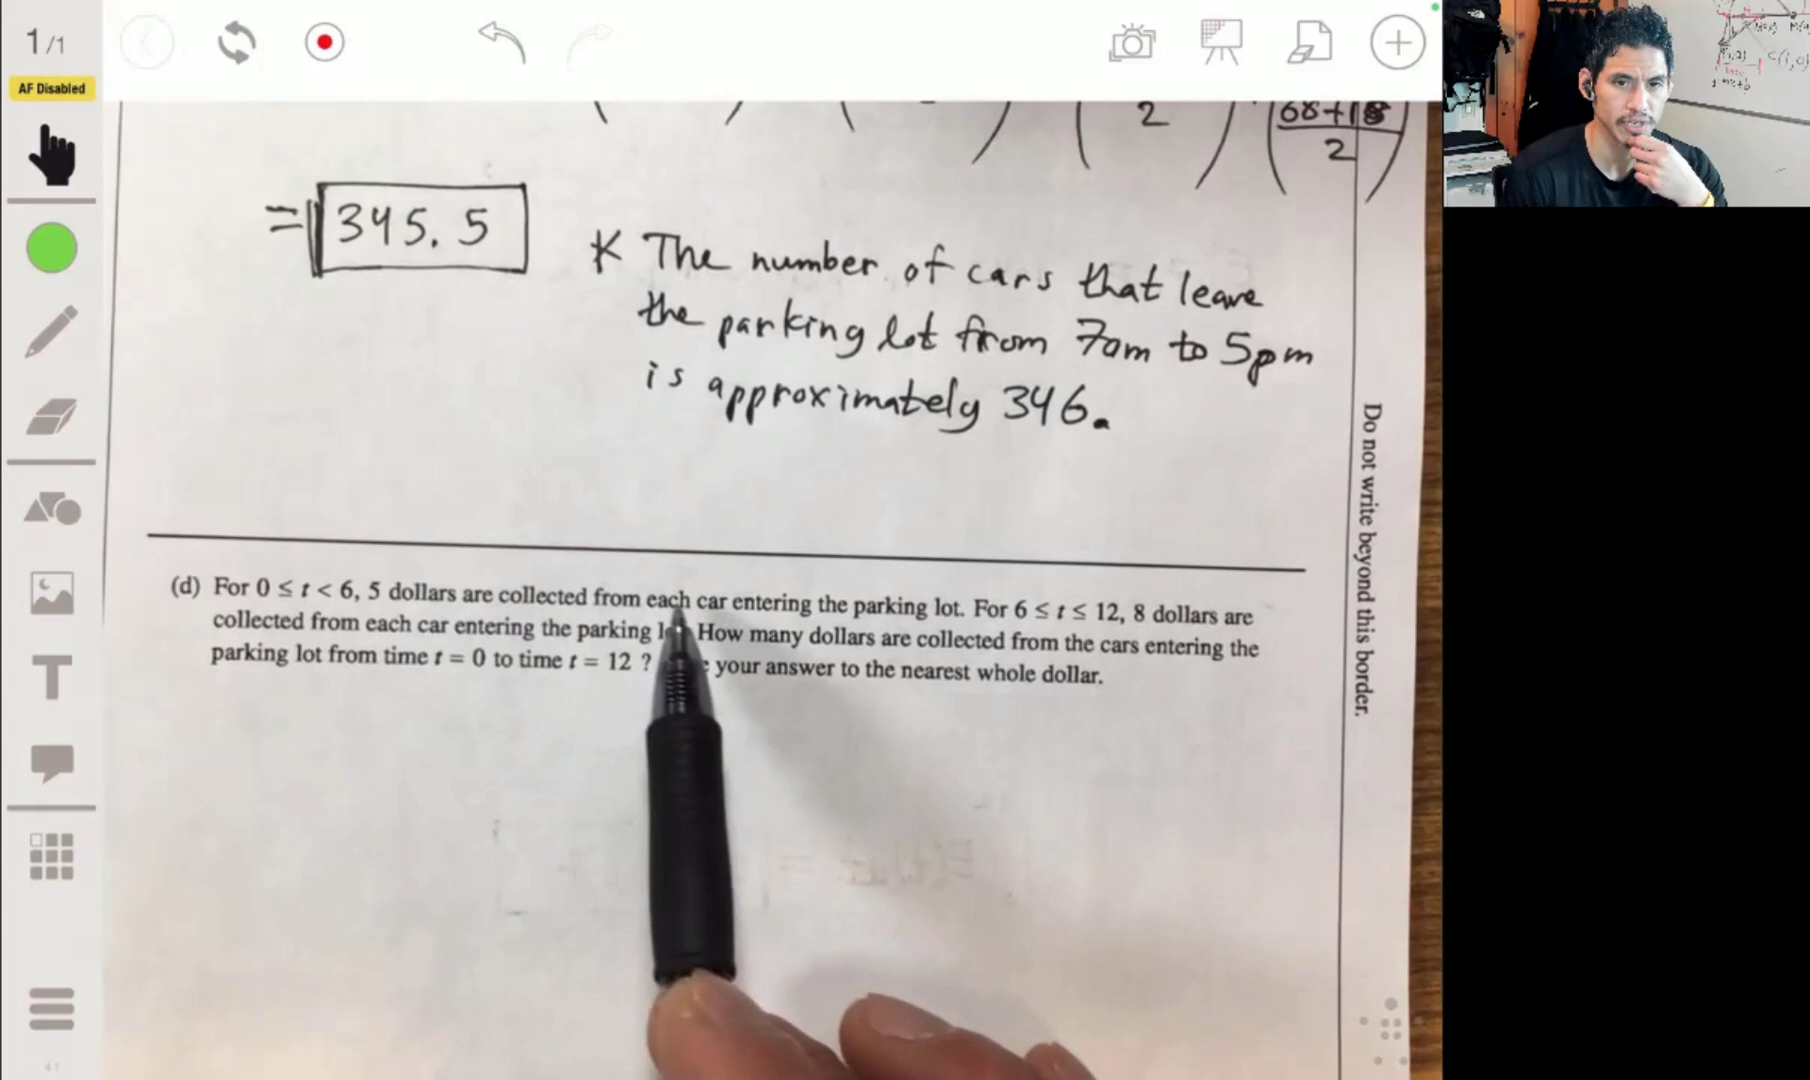 1/1
AF Disabled
2
68+18
2
= 345.5
* The number of cars that leave
the parking lot from 7am to 5pm
is approximately 346.
(d) For 0 ≤ t < 6, 5 dollars are collected from each car entering the parking lot. For 6 ≤ t ≤ 12, 8 dollars are
collected from each car entering the parking How many dollars are collected from the cars entering the
parking lot from time t = 0 to time t = 12 ? your answer to the nearest whole dollar.
Do not write beyond this border.
T